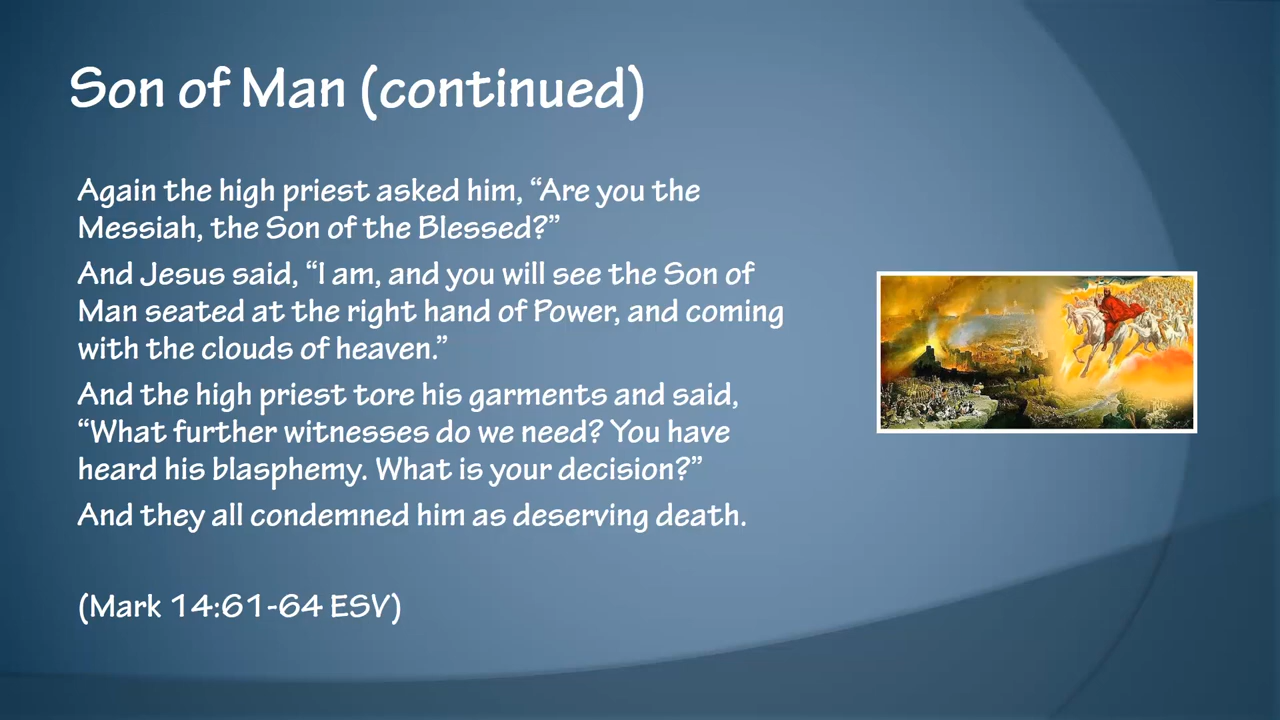 Son of Man (continued)
Again the high priest asked him, “Are you the
Messiah, the Son of the Blessed?”
And Jesus said, “I am, and you will see the Son of
Man seated at the right hand of Power, and coming
with the clouds of heaven.”
And the high priest tore his garments and said,
“What further witnesses do we need? You have
heard his blasphemy. What is your decision?”
And they all condemned him as deserving death.
(Mark 14:61-64 ESV)